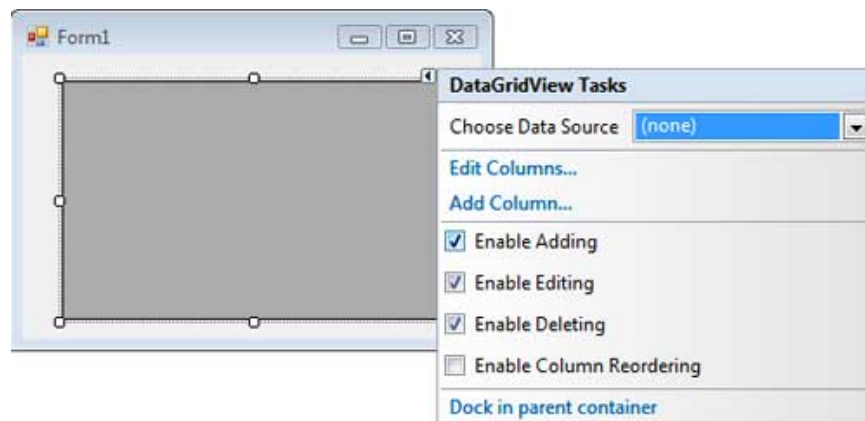 Form1
DataGridView Tasks
Choose Data Source (none)
Edit Columns...
Add Column...
Enable Adding
Enable Editing
Enable Deleting
Enable Column Reordering
Dock in parent container